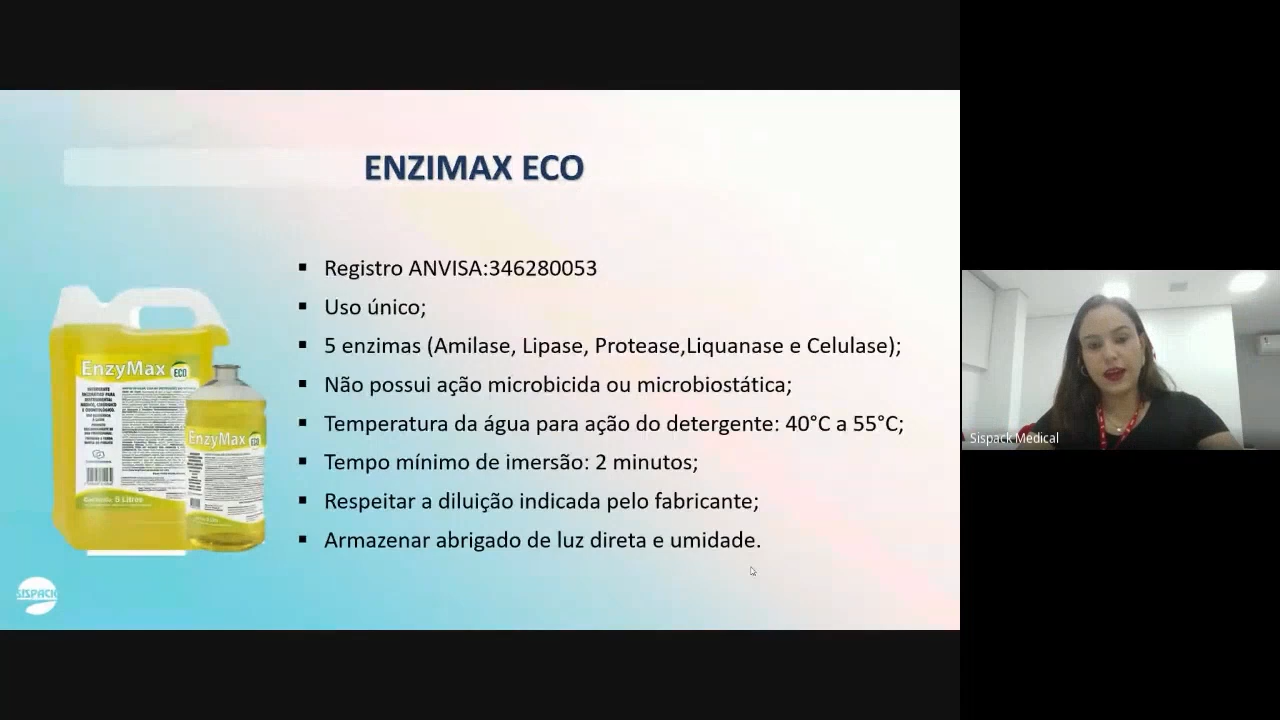 ENZIMAX ECO
▪ Registro ANVISA:346280053
▪ Uso único;
▪ 5 enzimas (Amilase, Lipase, Protease,Liquanase e Celulase);
▪ Não possui ação microbicida ou microbiostática;
▪ Temperatura da água para ação do detergente: 40°C a 55°C;
▪ Tempo mínimo de imersão: 2 minutos;
▪ Respeitar a diluição indicada pelo fabricante;
▪ Armazenar abrigado de luz direta e umidade.
EnzyMax ECO
EnzyMax
SISPACK
Sispack Medical